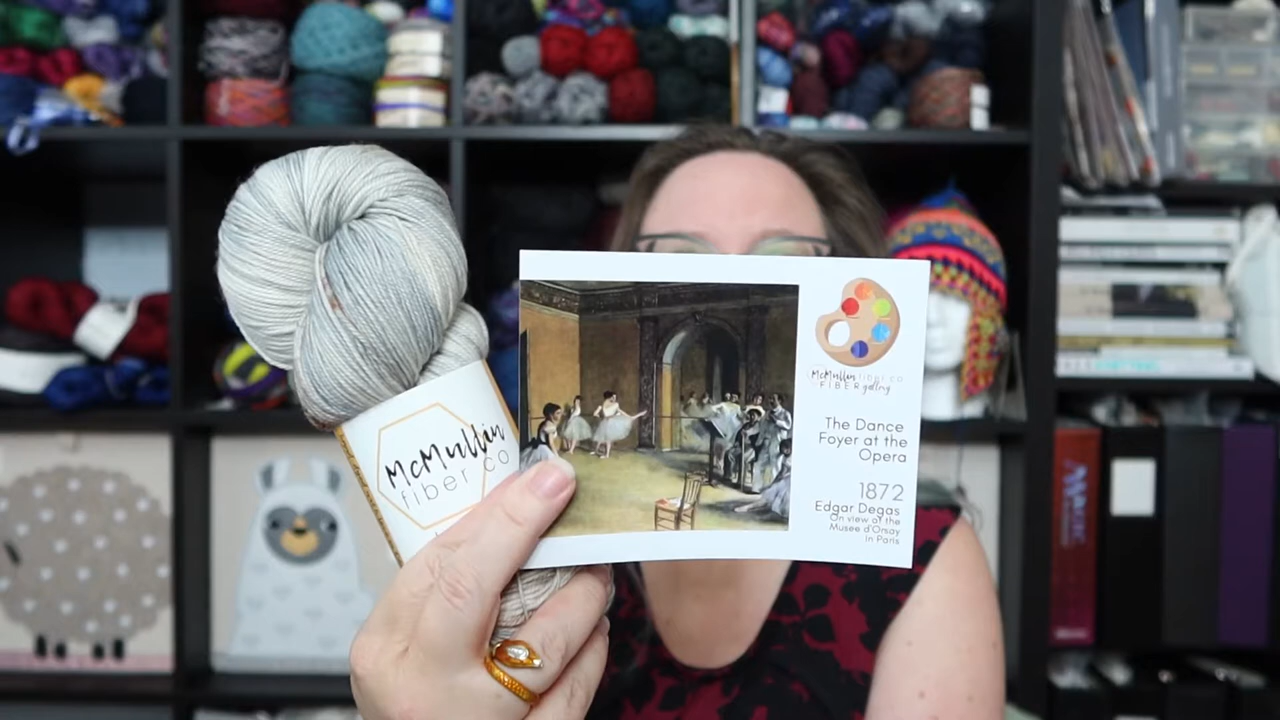 McMullin
fiber co
McMullin fiber co
FIBER gallery
The Dance
Foyer at the
Opera
1872
Edgar Degas
On view at the
Musee d'Orsay
In Paris